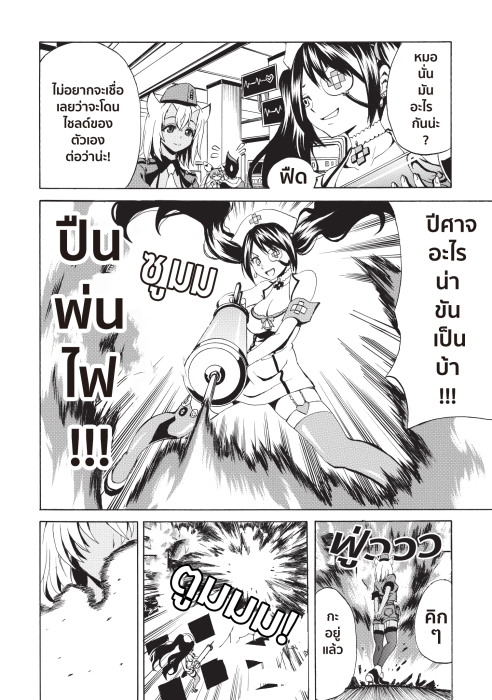 หมอ
นั่น
มัน
อะไร
กันน่ะ
?
ฟืด
ไม่อยากจะเชื่อ
เลยว่าจะโดน
ไซลด์ของ
ตัวเอง
ต่อว่าน่ะ!
ปีศาจ
อะไร
น่า
ขัน
เป็น
บ้า
!!!
ซูมม
ปืน
พ่น
ไฟ
!!!
ฟู่ววว
คิก
ๆ
กะ
อยู่
แล้ว
ตูมมม!